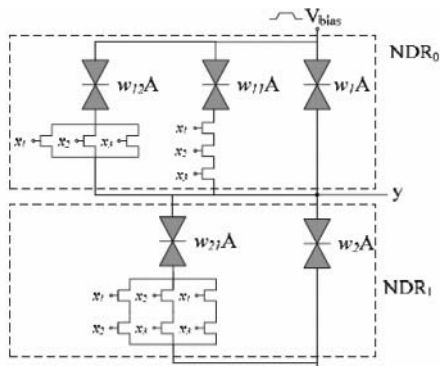 V_bias
NDR₀
w₁₂A
w₁₁A
w₁A
x₁ x₂ x₃
x₁
x₂
x₃
y
w₂₁A
w₂A
x₁ x₂ x₁
x₂ x₃ x₃
NDR₁